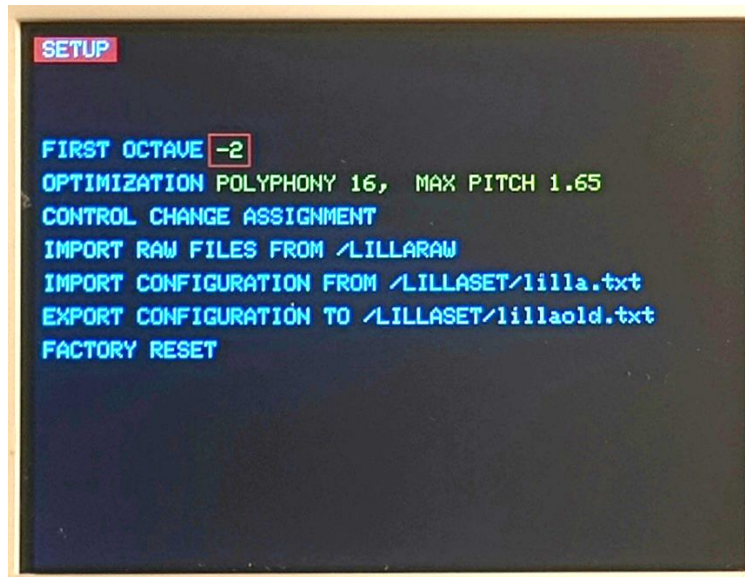 SETUP
FIRST OCTAVE -2
OPTIMIZATION POLYPHONY 16, MAX PITCH 1.65
CONTROL CHANGE ASSIGNMENT
IMPORT RAW FILES FROM /LILLARAW
IMPORT CONFIGURATION FROM /LILLASET/lilla.txt
EXPORT CONFIGURATION TO /LILLASET/lillaold.txt
FACTORY RESET